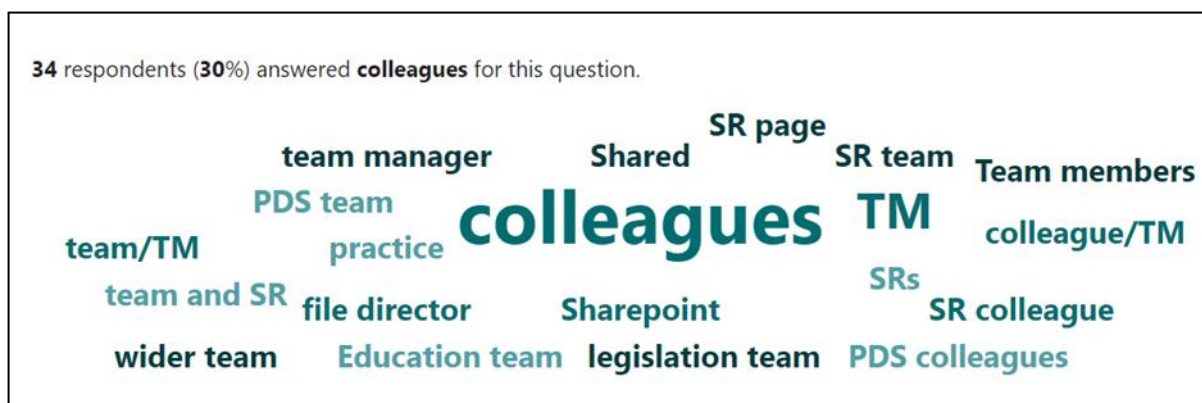 34 respondents (30%) answered colleagues for this question.
SR page
team manager
Shared
SR team
Team members
PDS team
colleagues
TM
team/TM
practice
colleague/TM
team and SR
SRs
file director
Sharepoint
SR colleague
wider team
Education team
legislation team
PDS colleagues